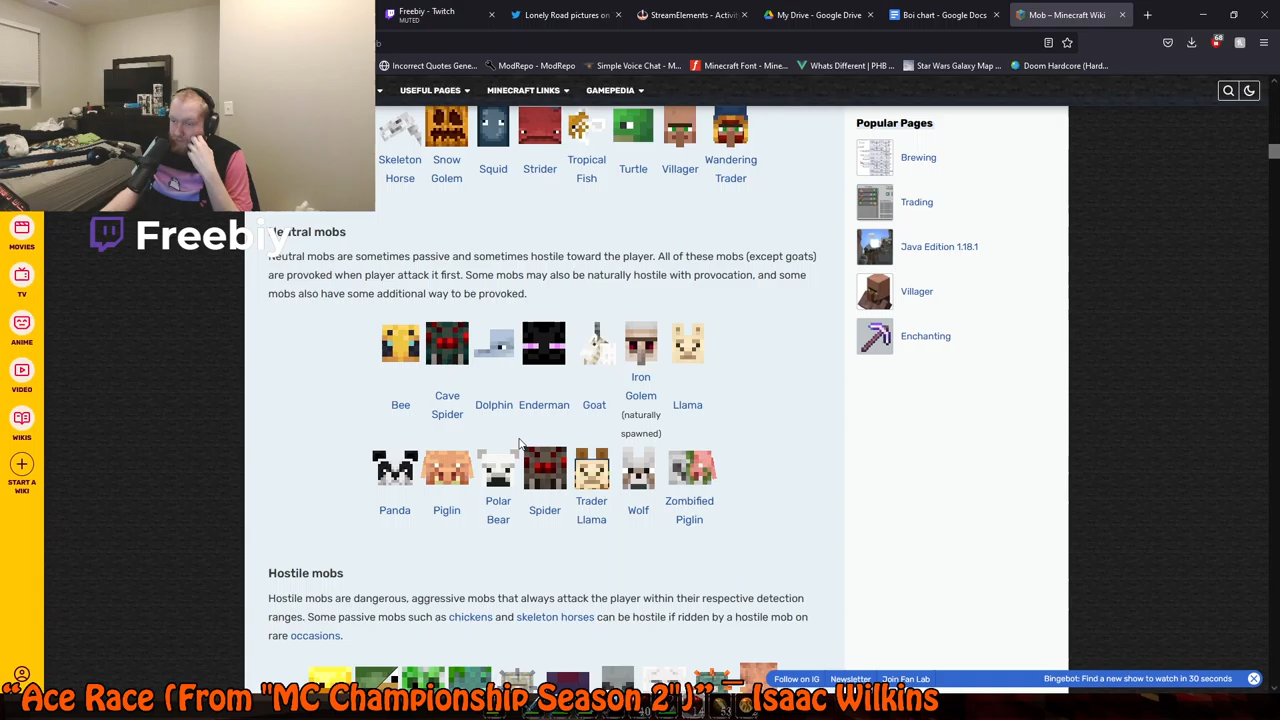 Freebiy - Twitch
MUTED
Lonely Road pictures on
StreamElements - Activity
My Drive - Google Drive
Boi chart - Google Docs
Mob – Minecraft Wiki
Incorrect Quotes Gene...
ModRepo - ModRepo
Simple Voice Chat - M...
Minecraft Font - Mine...
Whats Different | PHB ...
Star Wars Galaxy Map ...
Doom Hardcore (Hard...
USEFUL PAGES
MINECRAFT LINKS
GAMEPEDIA
Skeleton Horse
Snow Golem
Squid
Strider
Tropical Fish
Turtle
Villager
Wandering Trader
Popular Pages
Brewing
Trading
Java Edition 1.18.1
Villager
Enchanting
MOVIES
TV
ANIME
VIDEO
WIKIS
START A WIKI
Freebiy
Neutral mobs
Neutral mobs are sometimes passive and sometimes hostile toward the player. All of these mobs (except goats)
are provoked when player attack it first. Some mobs may also be naturally hostile with provocation, and some
mobs also have some additional way to be provoked.
Bee
Cave Spider
Dolphin
Enderman
Goat
Iron Golem (naturally spawned)
Llama
Panda
Piglin
Polar Bear
Spider
Trader Llama
Wolf
Zombified Piglin
Hostile mobs
Hostile mobs are dangerous, aggressive mobs that always attack the player within their respective detection
ranges. Some passive mobs such as chickens and skeleton horses can be hostile if ridden by a hostile mob on
rare occasions.
Follow on IG
Newsletter
Join Fan Lab
Bingebot: Find a new show to watch in 30 seconds
“Ace Race (From "MC Championship Season 2")” — Isaac Wilkins